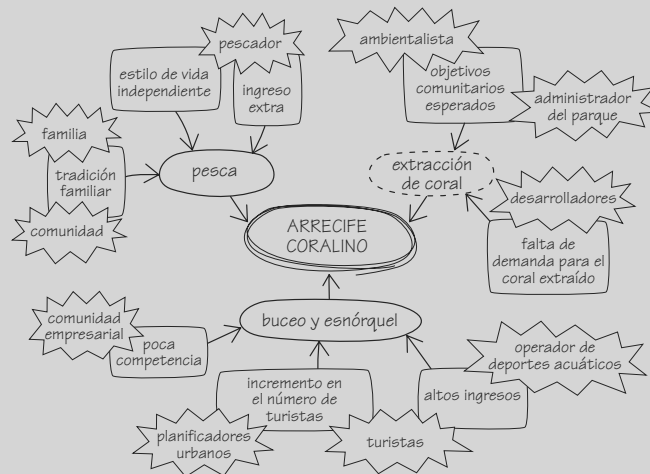 pescador
estilo de vida
independiente
ingreso
extra
familia
tradición
familiar
comunidad
pesca
ambientalista
objetivos
comunitarios
esperados
administrador
del parque
extracción
de coral
desarrolladores
falta de
demanda para el
coral extraído
ARRECIFE
CORALINO
buceo y esnórquel
comunidad
empresarial
poca
competencia
incremento en
el número de
turistas
planificadores
urbanos
turistas
altos ingresos
operador de
deportes acuáticos